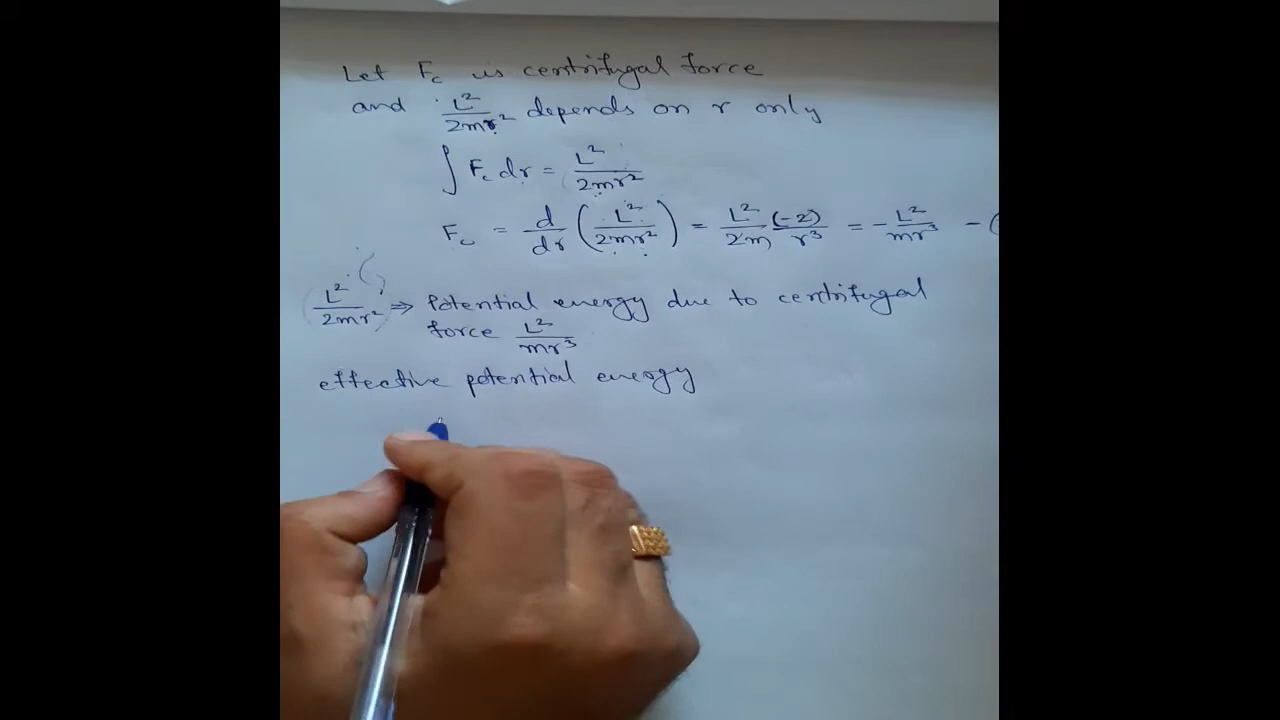 Let F_c is centrifugal force
and L²/2mr² depends on r only
∫ F_c dr = L²/2mr²
F_c = d/dr (L²/2mr²) = L²/2m (-2)/r³ = -L²/mr³ - (
L²/2mr² ⇒ Potential energy due to centrifugal
force L²/mr³
effective potential energy